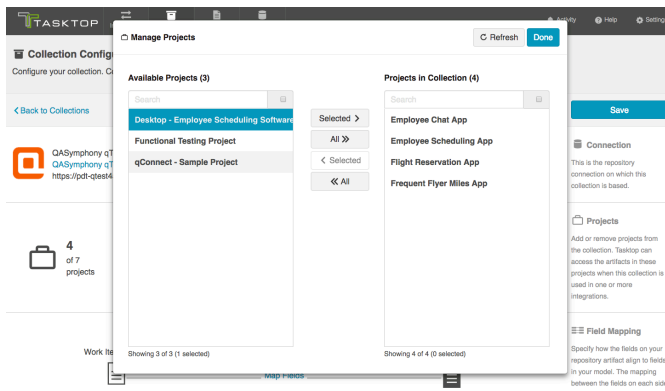 TASKTOP
Activity
Help
Settings
Manage Projects
Refresh
Done
Collection Config
Configure your collection. C
Available Projects (3)
Projects in Collection (4)
Search
Search
Back to Collections
Save
Desktop - Employee Scheduling Software
Functional Testing Project
qConnect - Sample Project
Selected
All
Selected
All
Employee Chat App
Employee Scheduling App
Flight Reservation App
Frequent Flyer Miles App
QASymphony qT
QASymphony qT
https://pdt-qtest4
Connection
This is the repository
connection on which this
collection is based.
4
of 7
projects
Projects
Add or remove projects from
the collection. Tasktop can
access the artifacts in these
projects when this collection is
used in one or more
integrations.
Field Mapping
Specify how the fields on your
repository artifact align to fields
in your model. The mapping
between the fields on each side
Work Ite
Showing 3 of 3 (1 selected)
Showing 4 of 4 (0 selected)
Map Fields